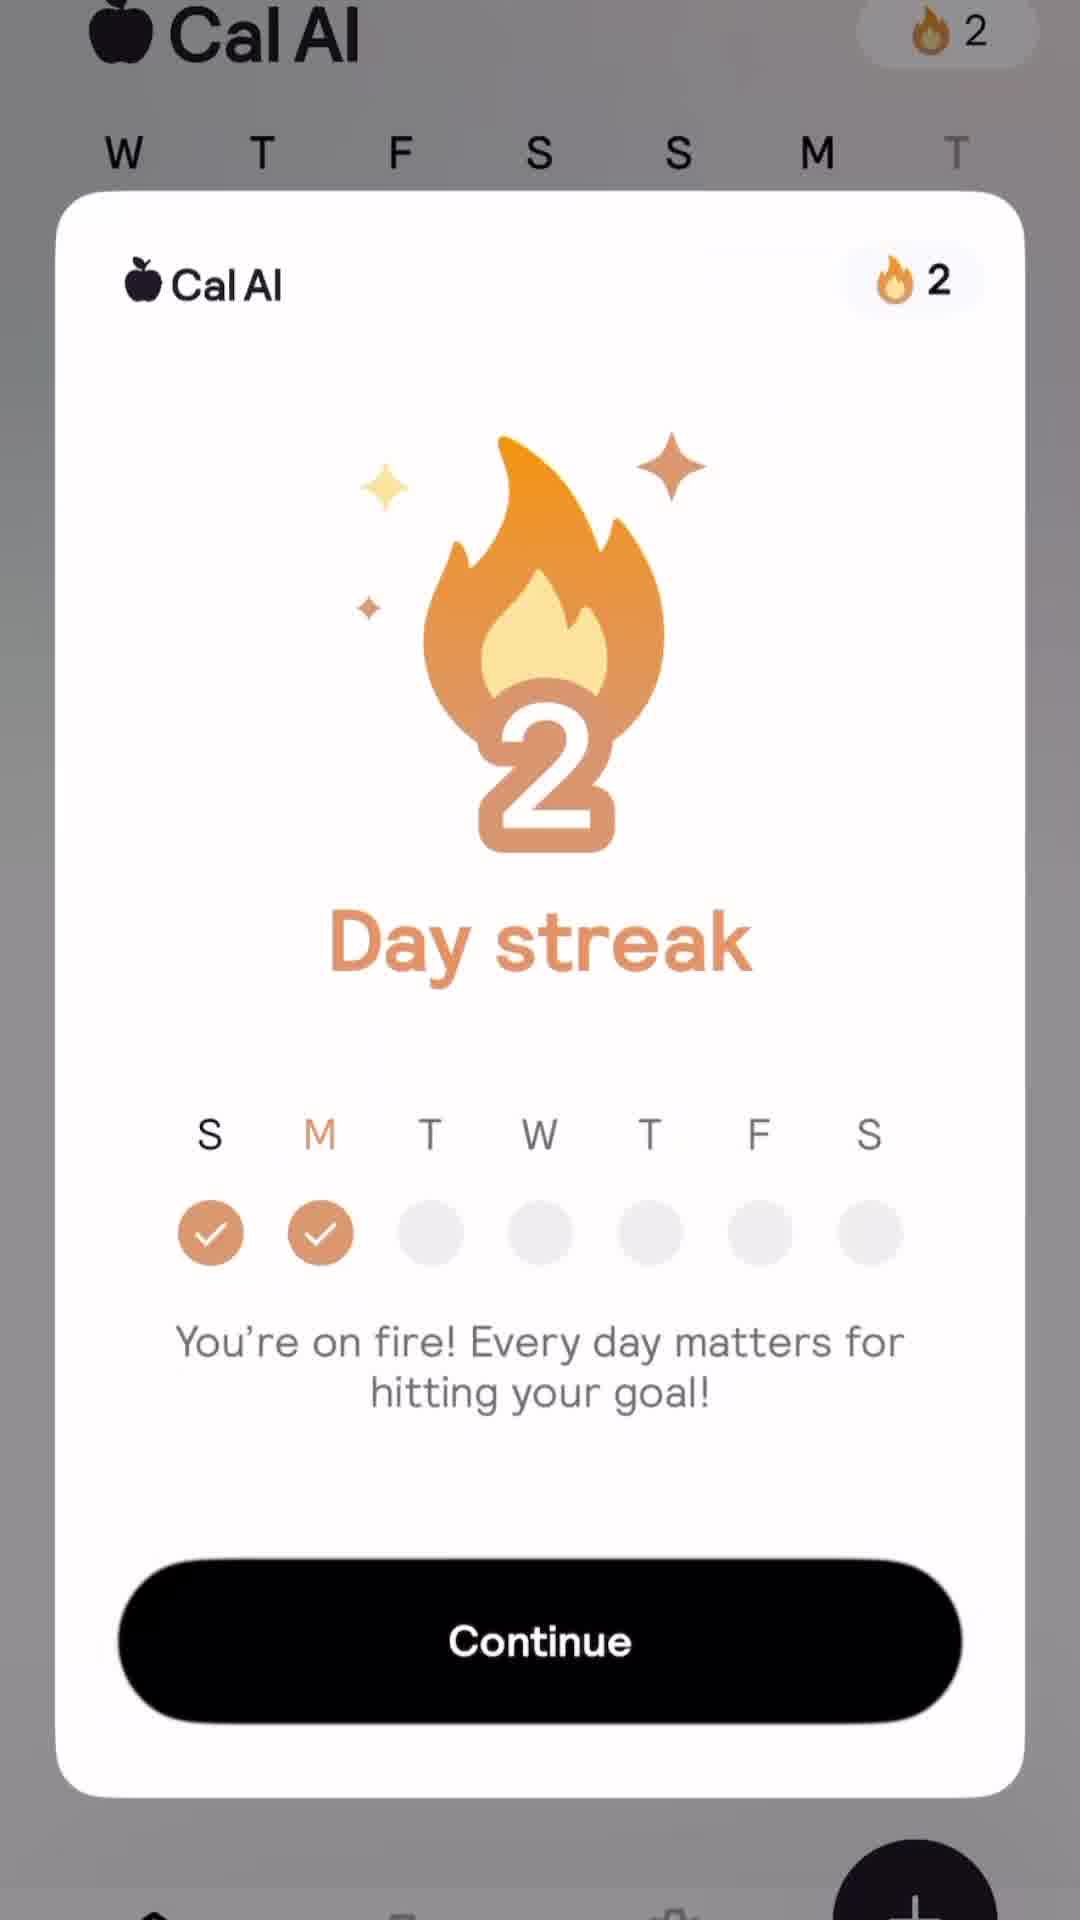 Cal AI
2
W T F S S M T
Cal AI
2
2
Day streak
S M T W T F S
You're on fire! Every day matters for
hitting your goal!
Continue